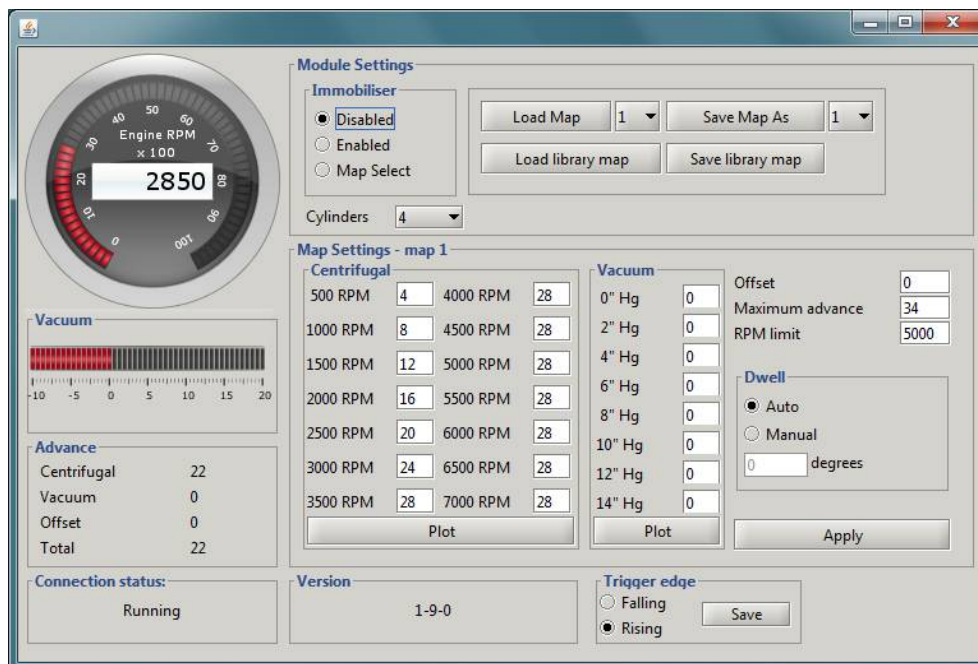 Engine RPM
x 100
2850
0
10
20
30
40
50
60
70
80
90
100
Vacuum
-10 -5 0 5 10 15 20
Advance
Centrifugal 22
Vacuum 0
Offset 0
Total 22
Connection status:
Running
Module Settings
Immobiliser
Disabled
Enabled
Map Select
Load Map 1 Save Map As 1
Load library map Save library map
Cylinders 4
Map Settings - map 1
Centrifugal
500 RPM 4 4000 RPM 28
1000 RPM 8 4500 RPM 28
1500 RPM 12 5000 RPM 28
2000 RPM 16 5500 RPM 28
2500 RPM 20 6000 RPM 28
3000 RPM 24 6500 RPM 28
3500 RPM 28 7000 RPM 28
Plot
Vacuum
0" Hg 0
2" Hg 0
4" Hg 0
6" Hg 0
8" Hg 0
10" Hg 0
12" Hg 0
14" Hg 0
Plot
Offset 0
Maximum advance 34
RPM limit 5000
Dwell
Auto
Manual
0 degrees
Apply
Version
1-9-0
Trigger edge
Falling
Rising
Save